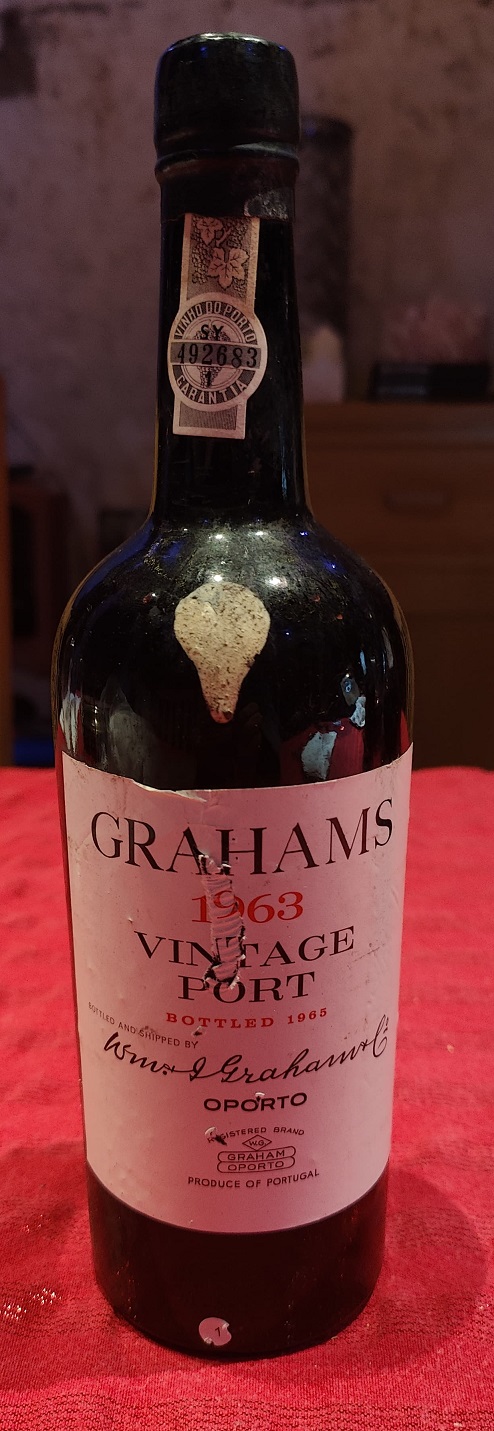 VINHO DO PORTO
SY
492683
GARANTIA
GRAHAMS
1963
VINTAGE
PORT
BOTTLED 1965
BOTTLED AND SHIPPED BY
Wm. & J. Graham & Co.
OPORTO
REGISTERED BRAND
W.G.
GRAHAM
OPORTO
PRODUCE OF PORTUGAL
1